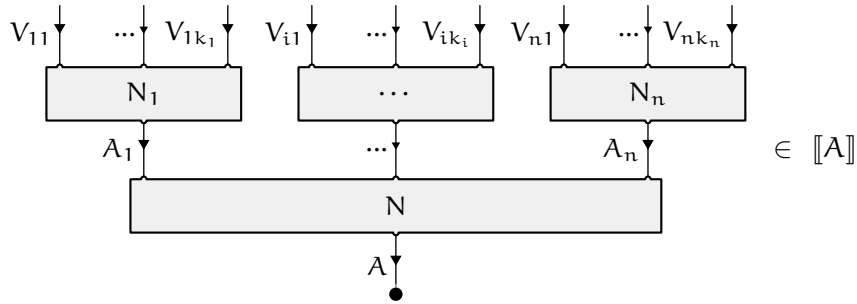 V₁₁ ... V₁ₖ₁ Vᵢ₁ ... Vᵢₖᵢ Vₙ₁ ... Vₙₖₙ
N₁ ... Nₙ
A₁ ... Aₙ ∈ ⟦A⟧
N
A